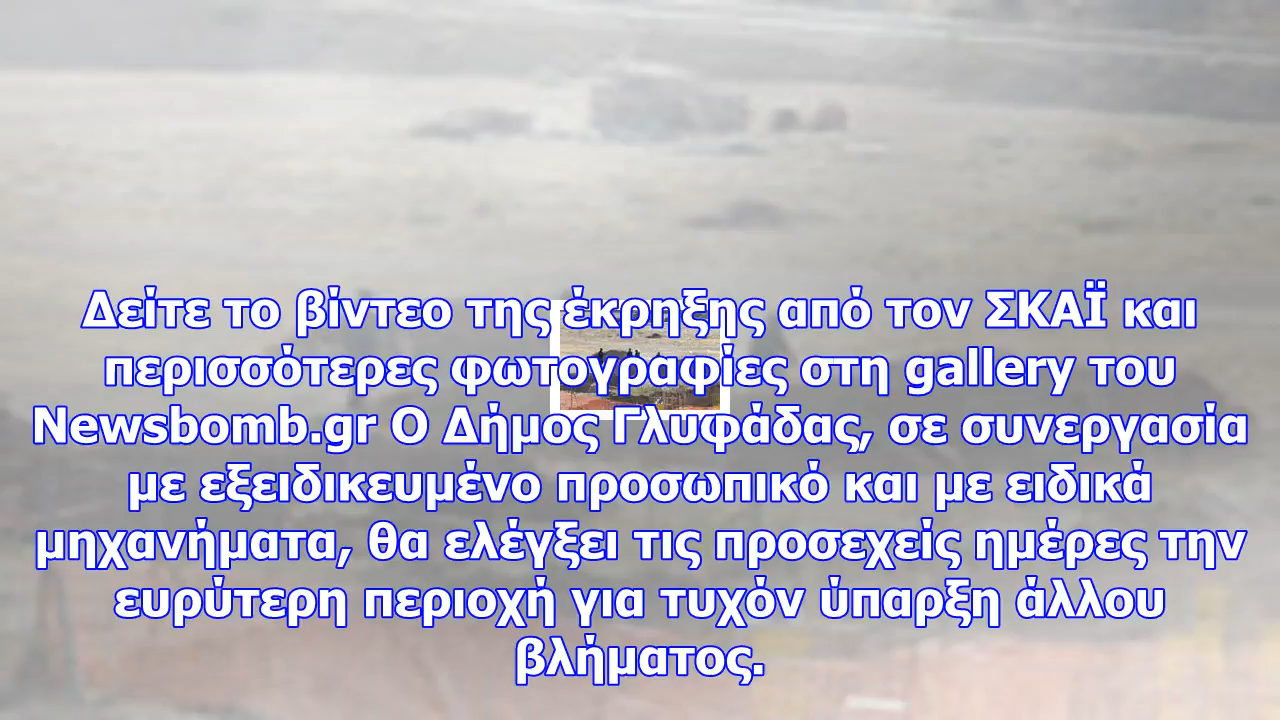 Δείτε το βίντεο της έκρηξης από τον ΣΚΑΪ και
περισσότερες φωτογραφίες στη gallery του
Newsbomb.gr Ο Δήμος Γλυφάδας, σε συνεργασία
με εξειδικευμένο προσωπικό και με ειδικά
μηχανήματα, θα ελέγξει τις προσεχείς ημέρες την
ευρύτερη περιοχή για τυχόν ύπαρξη άλλου
βλήματος.